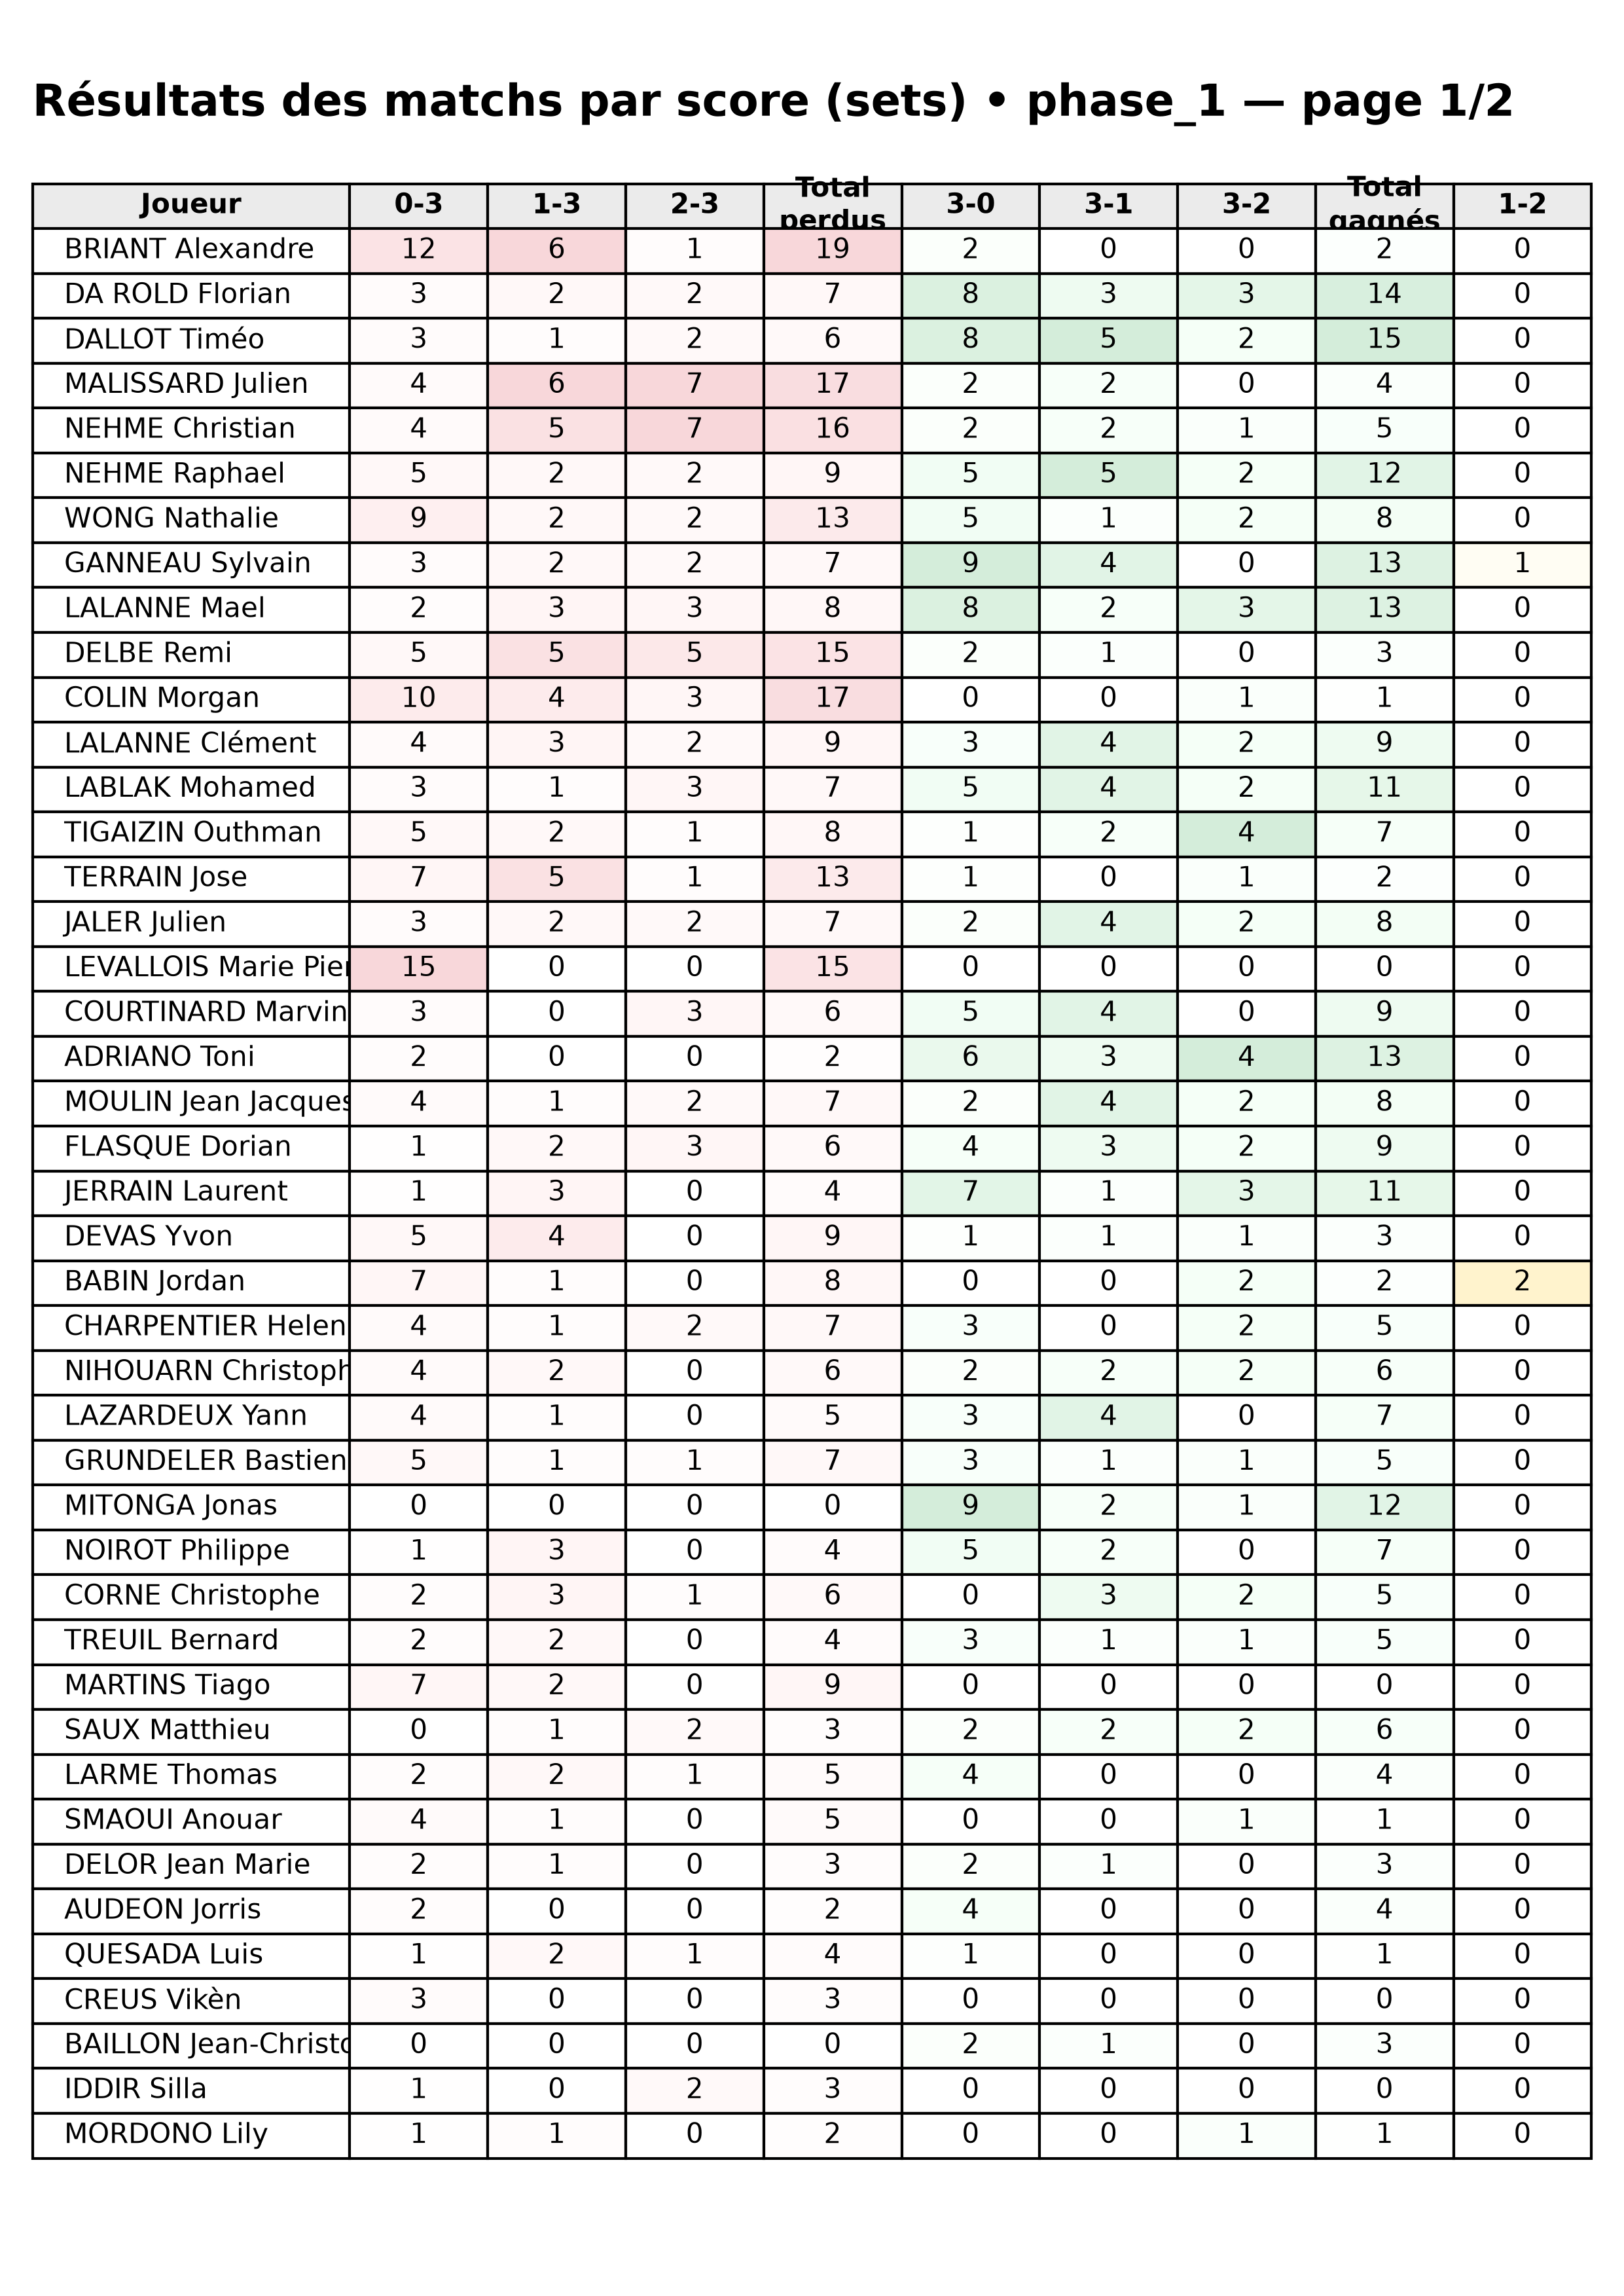 Résultats des matchs par score (sets) • phase_1 — page 1/2
Joueur 0-3 1-3 2-3 Total perdus 3-0 3-1 3-2 Total gagnés 1-2
BRIANT Alexandre 12 6 1 19 2 0 0 2 0
DA ROLD Florian 3 2 2 7 8 3 3 14 0
DALLOT Timéo 3 1 2 6 8 5 2 15 0
MALISSARD Julien 4 6 7 17 2 2 0 4 0
NEHME Christian 4 5 7 16 2 2 1 5 0
NEHME Raphael 5 2 2 9 5 5 2 12 0
WONG Nathalie 9 2 2 13 5 1 2 8 0
GANNEAU Sylvain 3 2 2 7 9 4 0 13 1
LALANNE Mael 2 3 3 8 8 2 3 13 0
DELBE Remi 5 5 5 15 2 1 0 3 0
COLIN Morgan 10 4 3 17 0 0 1 1 0
LALANNE Clément 4 3 2 9 3 4 2 9 0
LABLAK Mohamed 3 1 3 7 5 4 2 11 0
TIGAIZIN Outhman 5 2 1 8 1 2 4 7 0
TERRAIN Jose 7 5 1 13 1 0 1 2 0
JALER Julien 3 2 2 7 2 4 2 8 0
LEVALLOIS Marie Pier 15 0 0 15 0 0 0 0 0
COURTINARD Marvin 3 0 3 6 5 4 0 9 0
ADRIANO Toni 2 0 0 2 6 3 4 13 0
MOULIN Jean Jacques 4 1 2 7 2 4 2 8 0
FLASQUE Dorian 1 2 3 6 4 3 2 9 0
JERRAIN Laurent 1 3 0 4 7 1 3 11 0
DEVAS Yvon 5 4 0 9 1 1 1 3 0
BABIN Jordan 7 1 0 8 0 0 2 2 2
CHARPENTIER Helen 4 1 2 7 3 0 2 5 0
NIHOUARN Christoph 4 2 0 6 2 2 2 6 0
LAZARDEUX Yann 4 1 0 5 3 4 0 7 0
GRUNDELER Bastien 5 1 1 7 3 1 1 5 0
MITONGA Jonas 0 0 0 0 9 2 1 12 0
NOIROT Philippe 1 3 0 4 5 2 0 7 0
CORNE Christophe 2 3 1 6 0 3 2 5 0
TREUIL Bernard 2 2 0 4 3 1 1 5 0
MARTINS Tiago 7 2 0 9 0 0 0 0 0
SAUX Matthieu 0 1 2 3 2 2 2 6 0
LARME Thomas 2 2 1 5 4 0 0 4 0
SMAOUI Anouar 4 1 0 5 0 0 1 1 0
DELOR Jean Marie 2 1 0 3 2 1 0 3 0
AUDEON Jorris 2 0 0 2 4 0 0 4 0
QUESADA Luis 1 2 1 4 1 0 0 1 0
CREUS Vikèn 3 0 0 3 0 0 0 0 0
BAILLON Jean-Christo 0 0 0 0 2 1 0 3 0
IDDIR Silla 1 0 2 3 0 0 0 0 0
MORDONO Lily 1 1 0 2 0 0 1 1 0